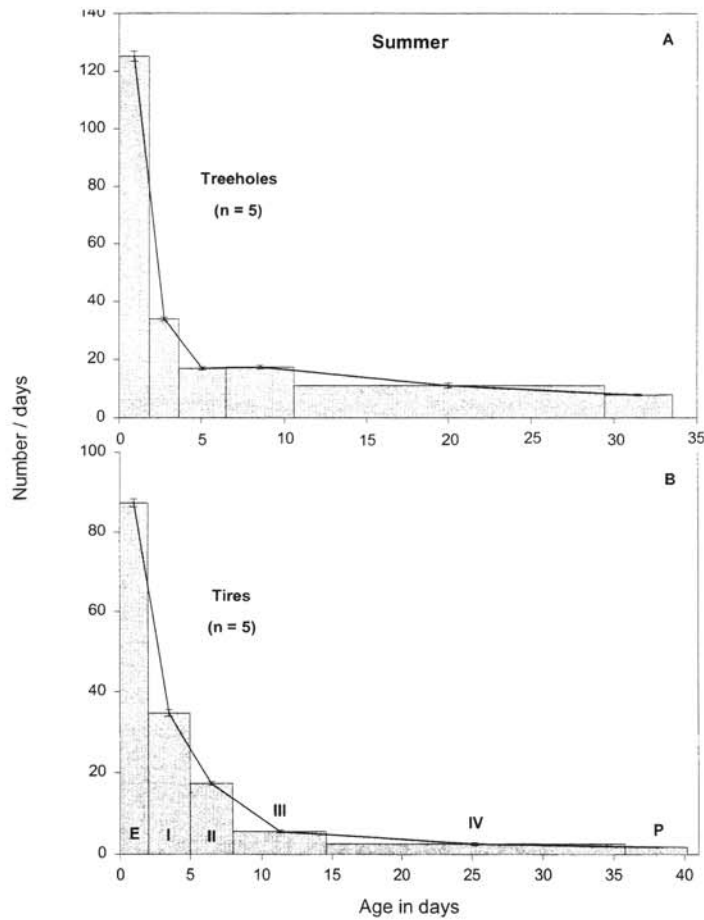 140
Summer
A
120
100
80
60
40
20
0
Treeholes
(n = 5)
0 5 10 15 20 25 30 35
Number / days
100
B
80
60
40
20
0
Tires
(n = 5)
E I II III IV P
0 5 10 15 20 25 30 35 40
Age in days